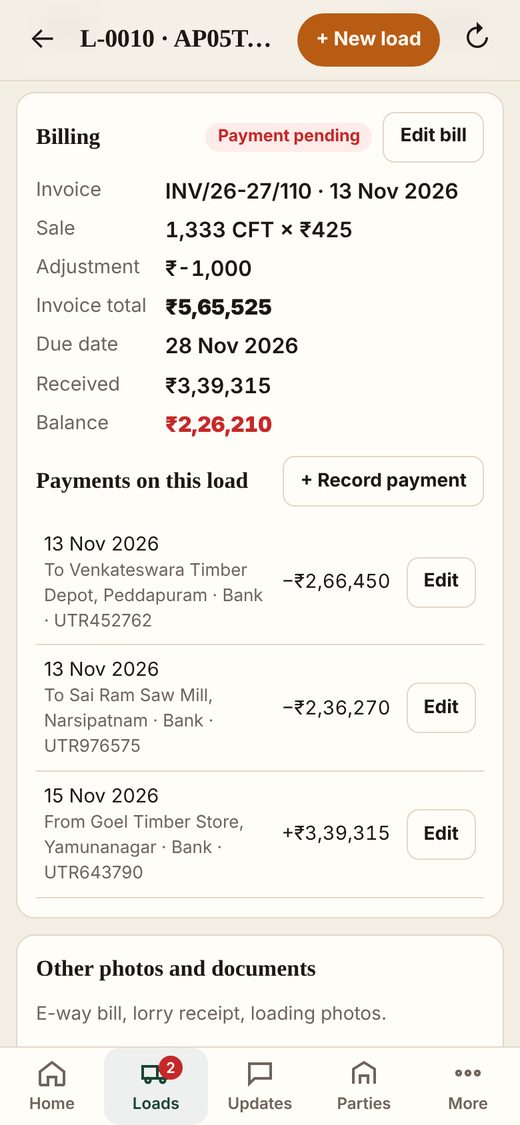 L-0010 · AP05T...
+ New load
Billing
Payment pending
Edit bill
Invoice INV/26-27/110 · 13 Nov 2026
Sale 1,333 CFT × ₹425
Adjustment ₹-1,000
Invoice total ₹5,65,525
Due date 28 Nov 2026
Received ₹3,39,315
Balance ₹2,26,210
Payments on this load
+ Record payment
13 Nov 2026
To Venkateswara Timber
Depot, Peddapuram · Bank
· UTR452762
−₹2,66,450
Edit
13 Nov 2026
To Sai Ram Saw Mill,
Narsipatnam · Bank ·
UTR976575
−₹2,36,270
Edit
15 Nov 2026
From Goel Timber Store,
Yamunanagar · Bank ·
UTR643790
+₹3,39,315
Edit
Other photos and documents
E-way bill, lorry receipt, loading photos.
2
Home
Loads
Updates
Parties
More